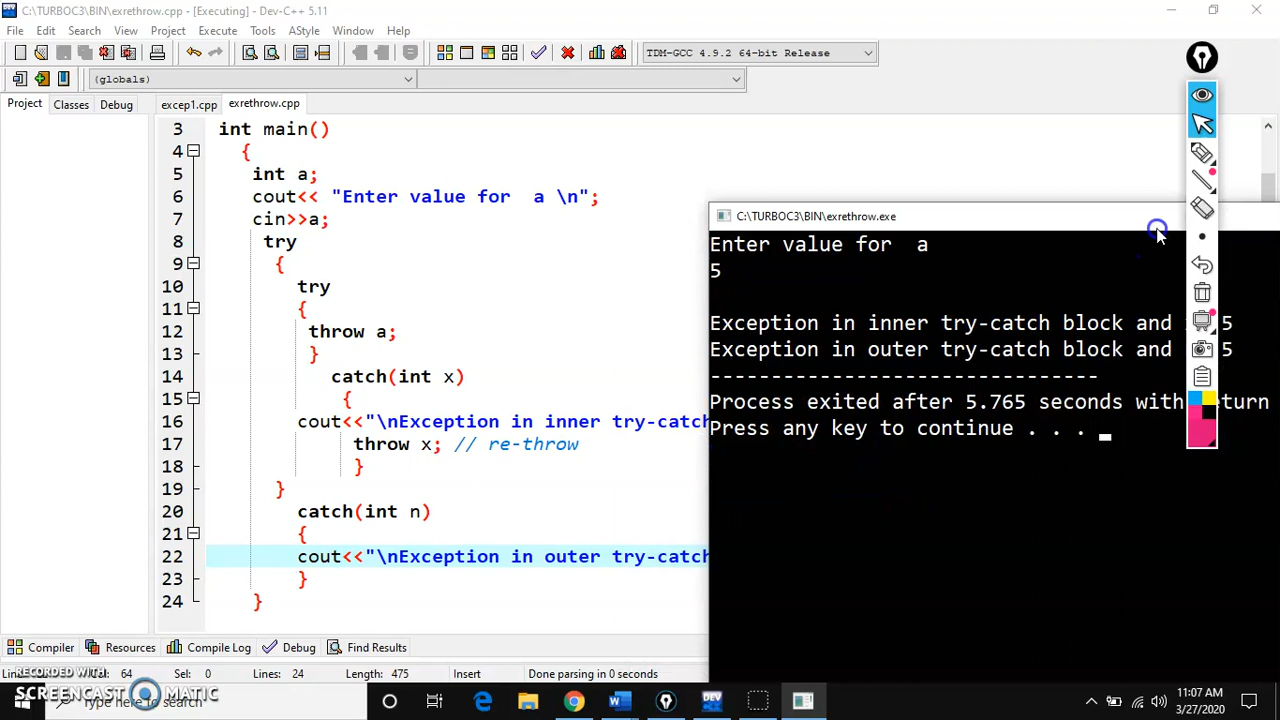 C:\TURBOC3\BIN\exrethrow.cpp - [Executing] - Dev-C++ 5.11
File Edit Search View Project Execute Tools AStyle Window Help
TDM-GCC 4.9.2 64-bit Release
(globals)
Project Classes Debug
excep1.cpp exrethrow.cpp
3 int main()
4 {
5 int a;
6 cout<< "Enter value for  a \n";
7 cin>>a;
8 try
9 {
10 try
11 {
12 throw a;
13 }
14 catch(int x)
15 {
16 cout<<"\nException in inner try-catch
17 throw x; // re-throw
18 }
19 }
20 catch(int n)
21 {
22 cout<<"\nException in outer try-catch
23 }
24 }
C:\TURBOC3\BIN\exrethrow.exe
Enter value for  a
5
Exception in inner try-catch block and 5
Exception in outer try-catch block and 5
--------------------------------
Process exited after 5.765 seconds with return
Press any key to continue . . .
Compiler Resources Compile Log Debug Find Results
Col: 64 Sel: 0 Lines: 24 Length: 475 Insert Done parsing in 0 seconds
RECORDED WITH
SCREENCAST MATIC
Type here to search
11:07 AM
3/27/2020